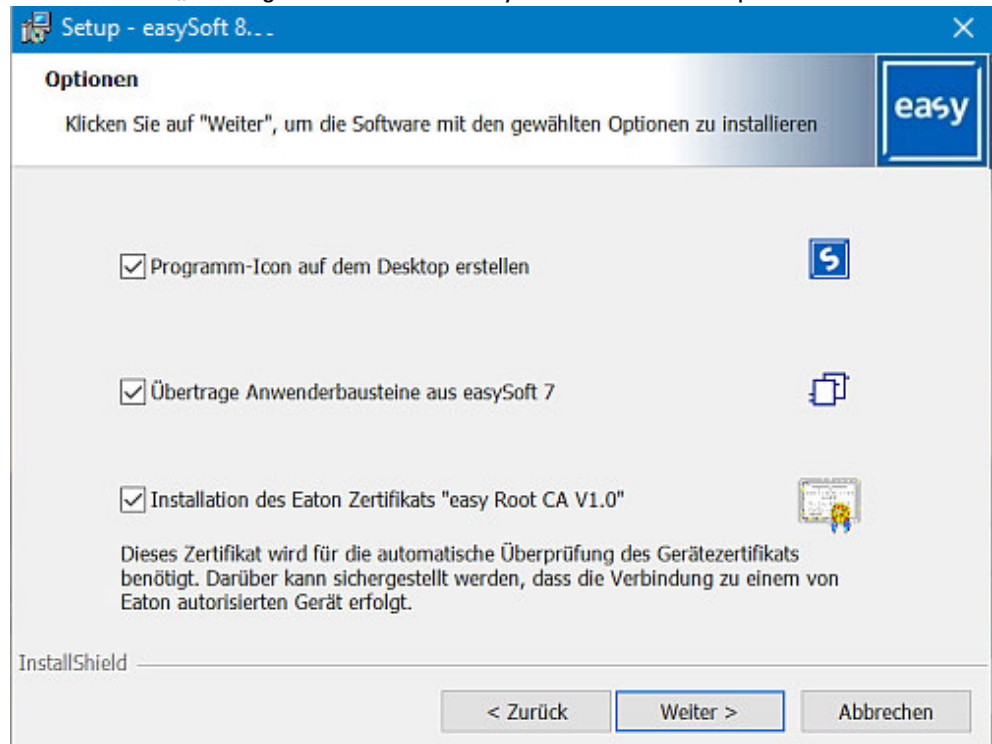 Setup - easySoft 8...
Optionen
Klicken Sie auf "Weiter", um die Software mit den gewählten Optionen zu installieren
easy
Programm-Icon auf dem Desktop erstellen
Übertrage Anwenderbausteine aus easySoft 7
Installation des Eaton Zertifikats "easy Root CA V1.0"
Dieses Zertifikat wird für die automatische Überprüfung des Gerätezertifikats
benötigt. Darüber kann sichergestellt werden, dass die Verbindung zu einem von
Eaton autorisierten Gerät erfolgt.
InstallShield
< Zurück
Weiter >
Abbrechen